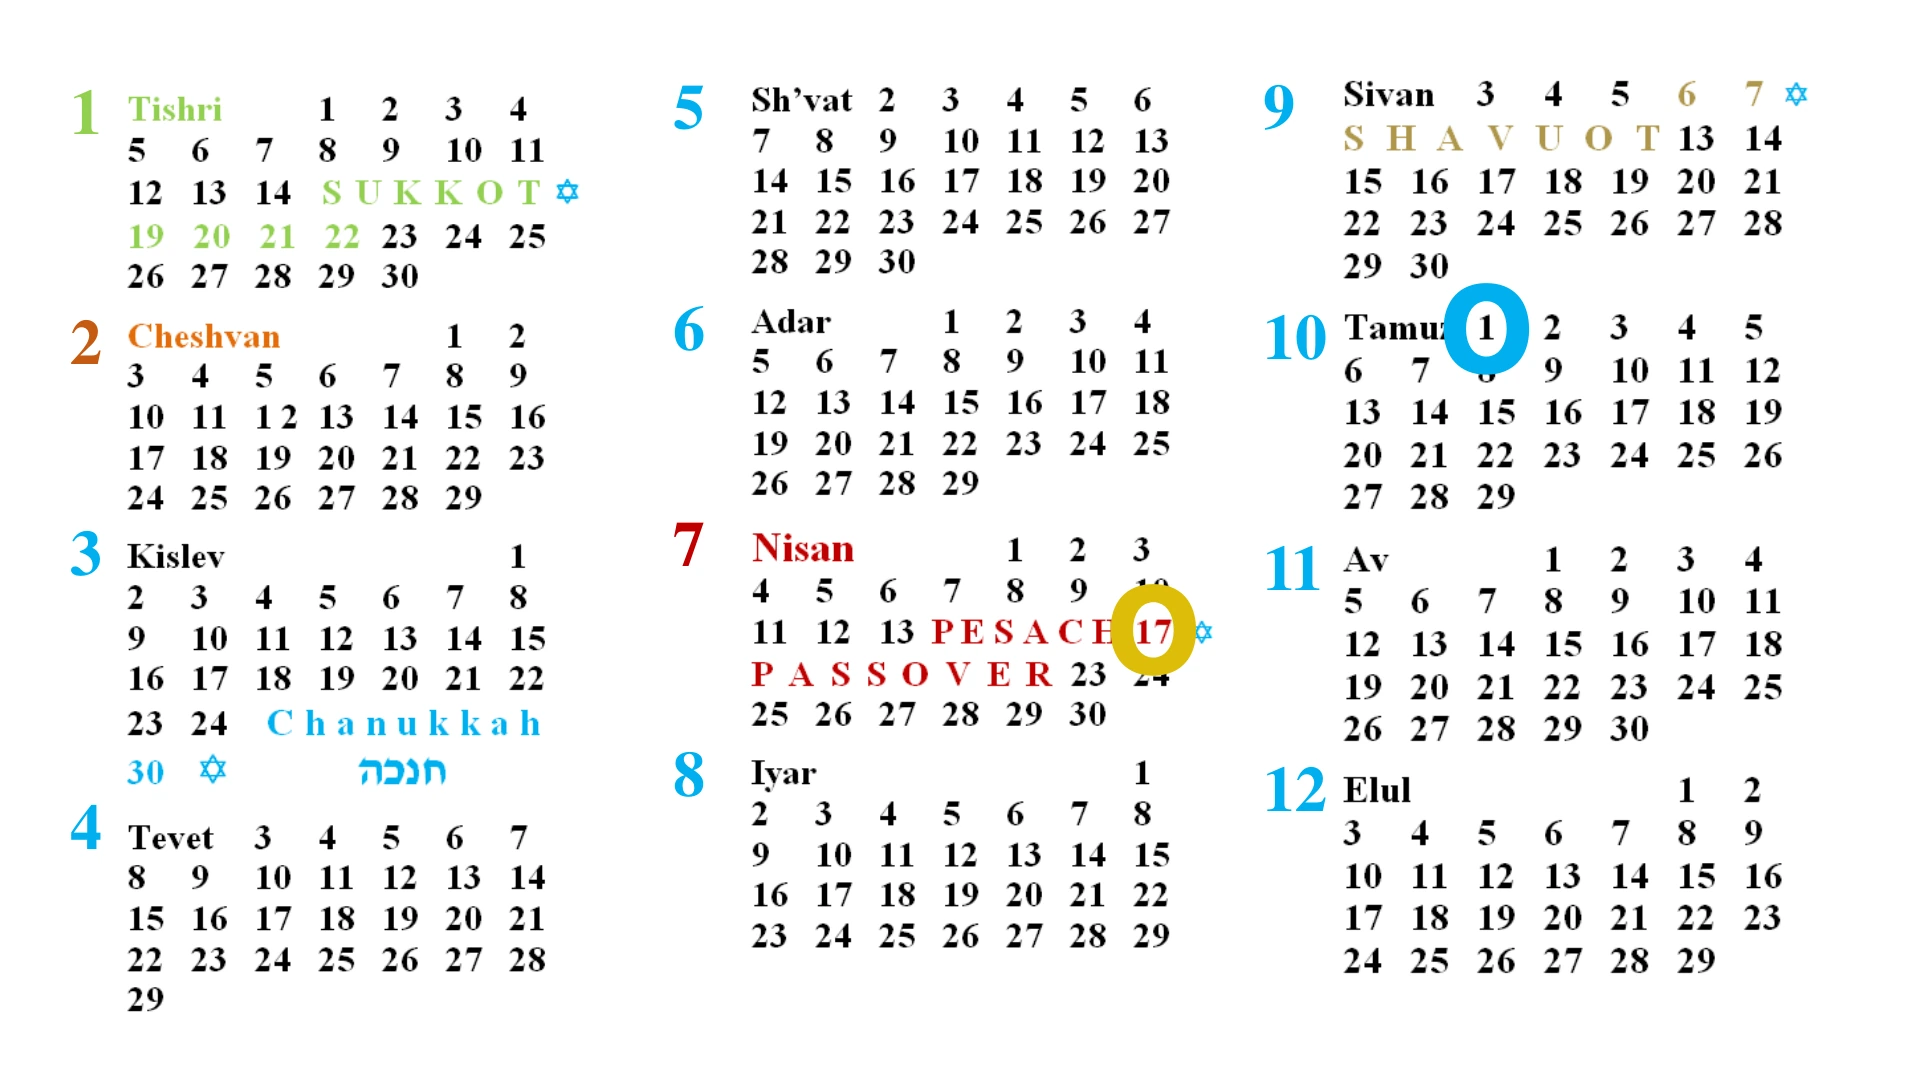 1 Tishri 1 2 3 4
5 6 7 8 9 10 11
12 13 14 S U K K O T
19 20 21 22 23 24 25
26 27 28 29 30
2 Cheshvan 1 2
3 4 5 6 7 8 9
10 11 1 2 13 14 15 16
17 18 19 20 21 22 23
24 25 26 27 28 29
3 Kislev 1
2 3 4 5 6 7 8
9 10 11 12 13 14 15
16 17 18 19 20 21 22
23 24 C h a n u k k a h
30 חנכה
4 Tevet 3 4 5 6 7
8 9 10 11 12 13 14
15 16 17 18 19 20 21
22 23 24 25 26 27 28
29
5 Sh’vat 2 3 4 5 6
7 8 9 10 11 12 13
14 15 16 17 18 19 20
21 22 23 24 25 26 27
28 29 30
6 Adar 1 2 3 4
5 6 7 8 9 10 11
12 13 14 15 16 17 18
19 20 21 22 23 24 25
26 27 28 29
7 Nisan 1 2 3
4 5 6 7 8 9 10
11 12 13 P E S A C H 17
P A S S O V E R 23 24
25 26 27 28 29 30
8 Iyar 1
2 3 4 5 6 7 8
9 10 11 12 13 14 15
16 17 18 19 20 21 22
23 24 25 26 27 28 29
9 Sivan 3 4 5 6 7
S H A V U O T 13 14
15 16 17 18 19 20 21
22 23 24 25 26 27 28
29 30
10 Tamuz 1 2 3 4 5
6 7 8 9 10 11 12
13 14 15 16 17 18 19
20 21 22 23 24 25 26
27 28 29
11 Av 1 2 3 4
5 6 7 8 9 10 11
12 13 14 15 16 17 18
19 20 21 22 23 24 25
26 27 28 29 30
12 Elul 1 2
3 4 5 6 7 8 9
10 11 12 13 14 15 16
17 18 19 20 21 22 23
24 25 26 27 28 29